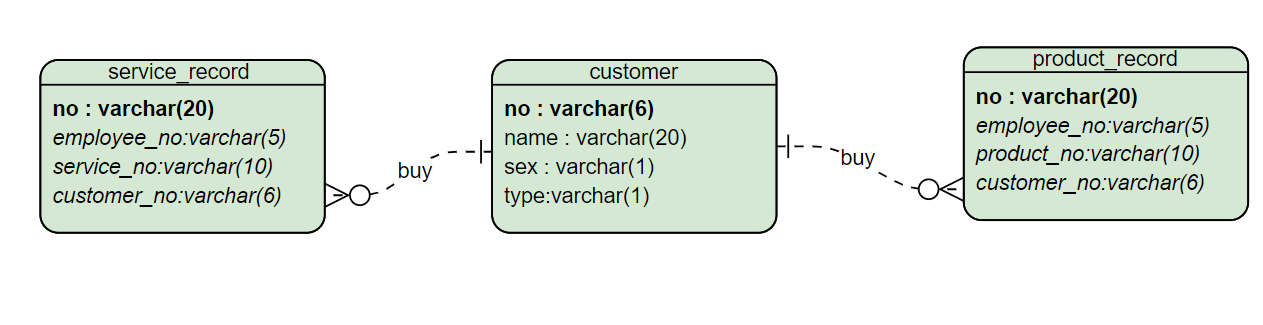 service_record
no : varchar(20)
employee_no:varchar(5)
service_no:varchar(10)
customer_no:varchar(6)
buy
customer
no : varchar(6)
name : varchar(20)
sex : varchar(1)
type:varchar(1)
buy
product_record
no : varchar(20)
employee_no:varchar(5)
product_no:varchar(10)
customer_no:varchar(6)